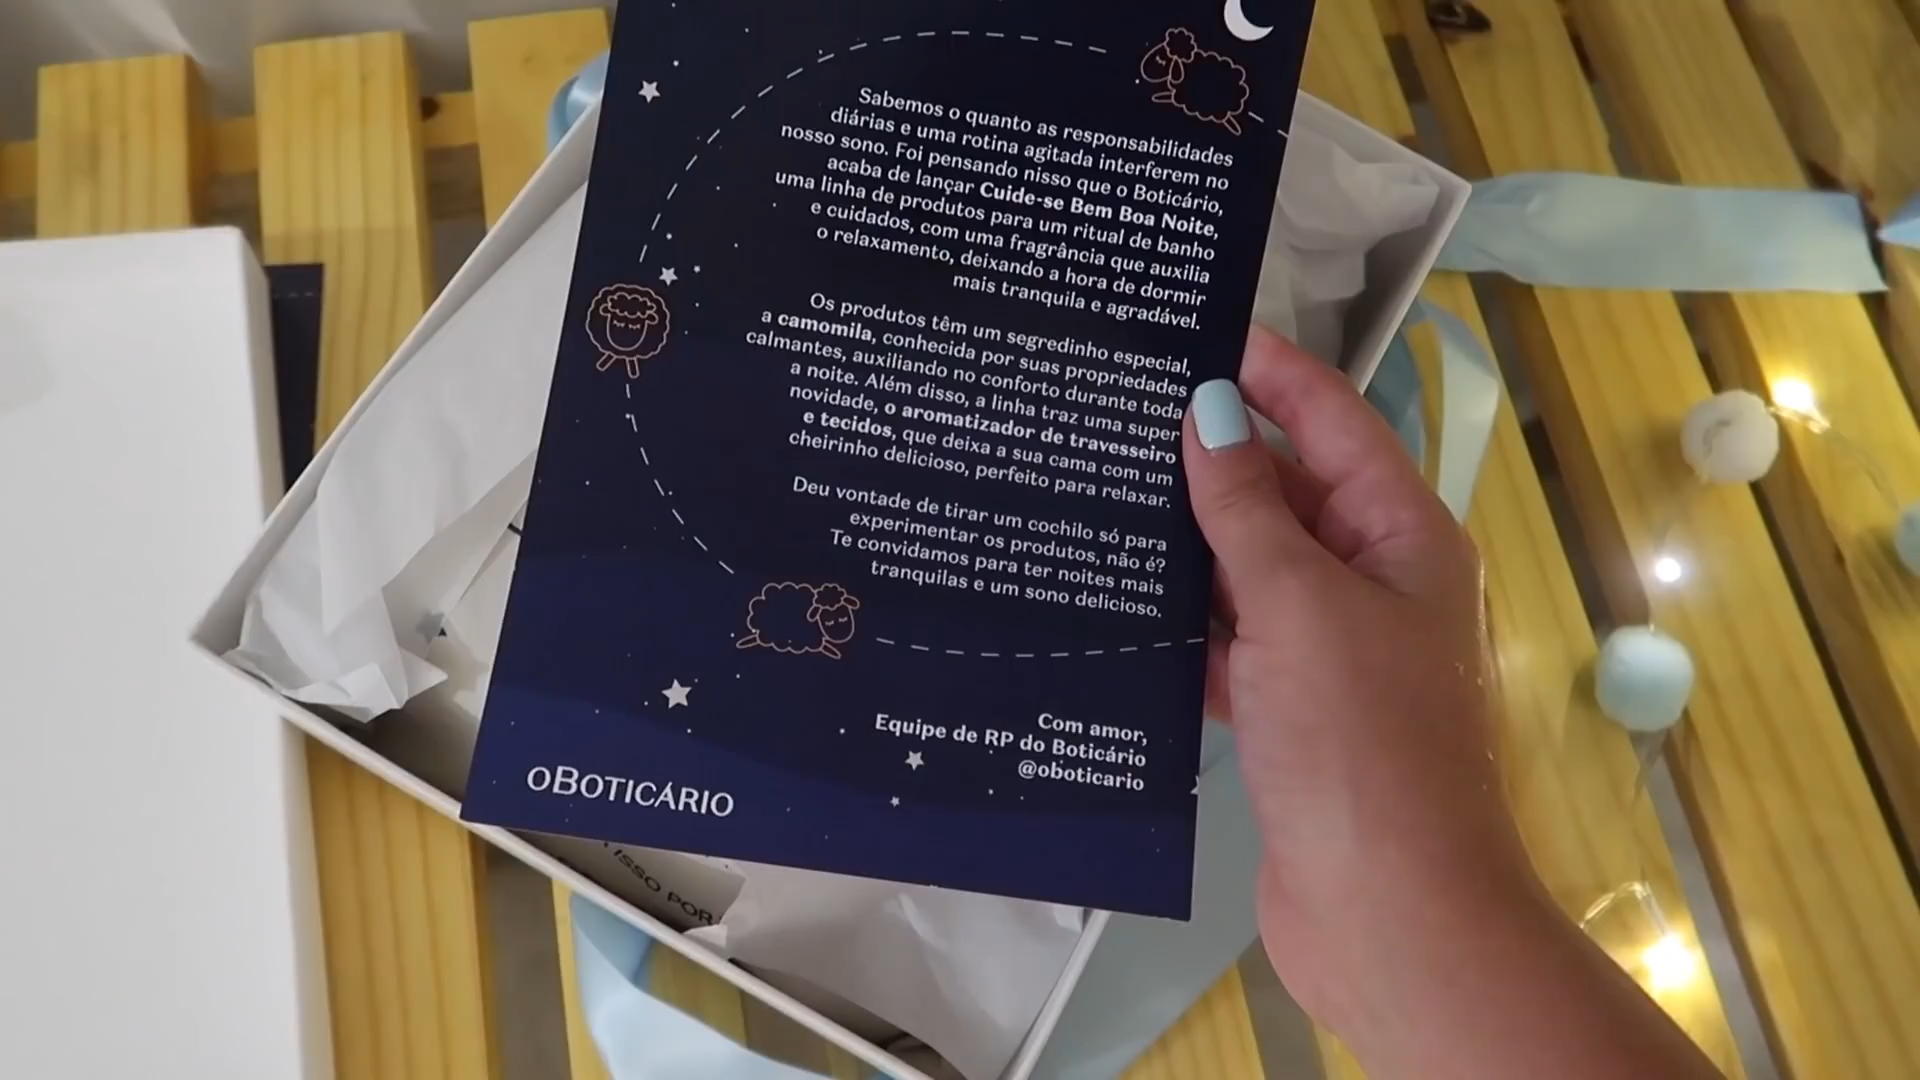 Sabemos o quanto as responsabilidades
diárias e uma rotina agitada interferem no
nosso sono. Foi pensando nisso que o Boticário,
acaba de lançar Cuide-se Bem Boa Noite,
uma linha de produtos para um ritual de banho
e cuidados, com uma fragrância que auxilia
o relaxamento, deixando a hora de dormir
mais tranquila e agradável.
Os produtos têm um segredinho especial,
a camomila, conhecida por suas propriedades
calmantes, auxiliando no conforto durante toda
a noite. Além disso, a linha traz uma super
novidade, o aromatizador de travesseiro
e tecidos, que deixa a sua cama com um
cheirinho delicioso, perfeito para relaxar.
Deu vontade de tirar um cochilo só para
experimentar os produtos, não é?
Te convidamos para ter noites mais
tranquilas e um sono delicioso.
Com amor,
Equipe de RP do Boticário
@oboticario
oBOTICÁRIO
ISSO POR